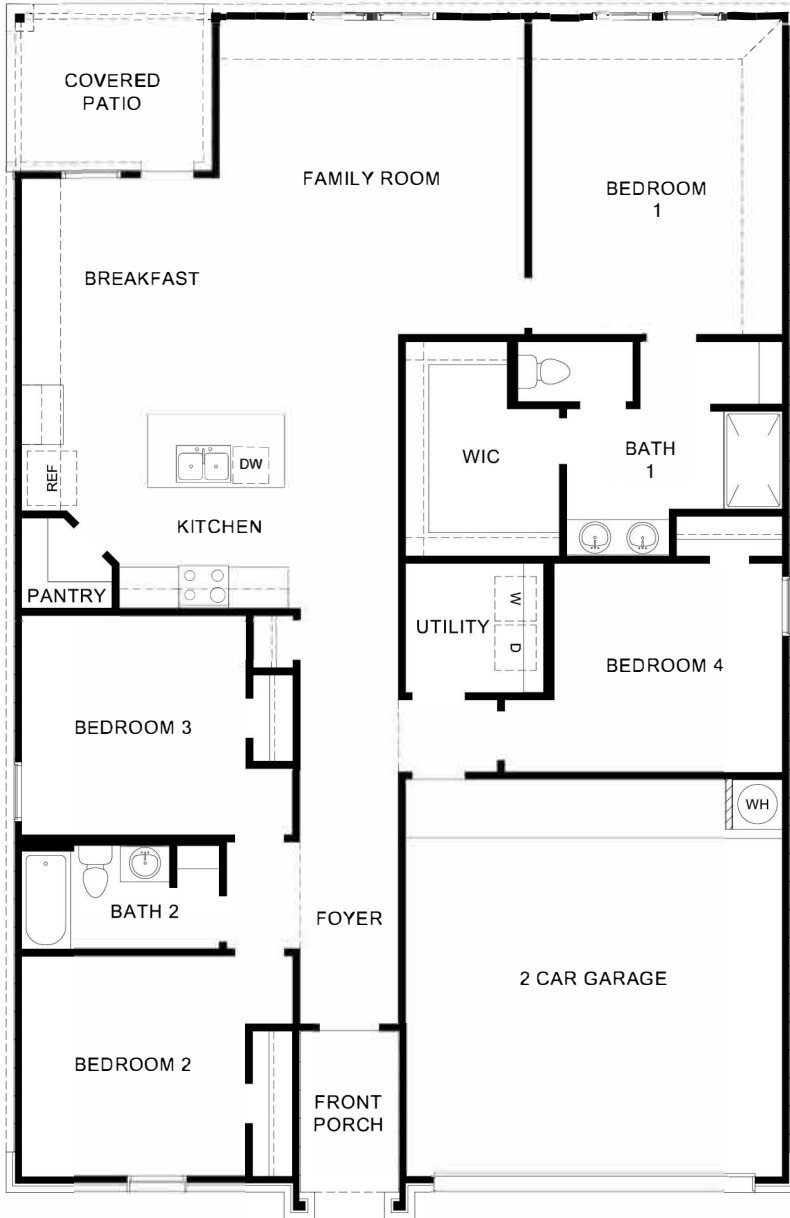 COVERED
PATIO
FAMILY ROOM
BEDROOM
1
BREAKFAST
WIC
BATH
1
REF
DW
KITCHEN
PANTRY
UTILITY
W
D
BEDROOM 4
BEDROOM 3
WH
BATH 2
FOYER
2 CAR GARAGE
BEDROOM 2
FRONT
PORCH